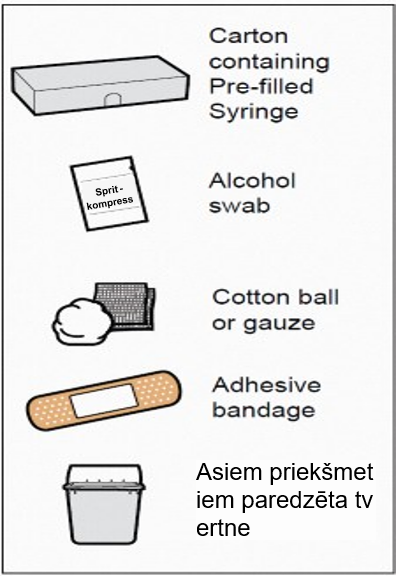 Carton
containing
Pre-filled
Syringe
Sprit-
kompress
Alcohol
swab
Cotton ball
or gauze
Adhesive
bandage
Asiem priekšmet
iem paredzēta tv
ertne